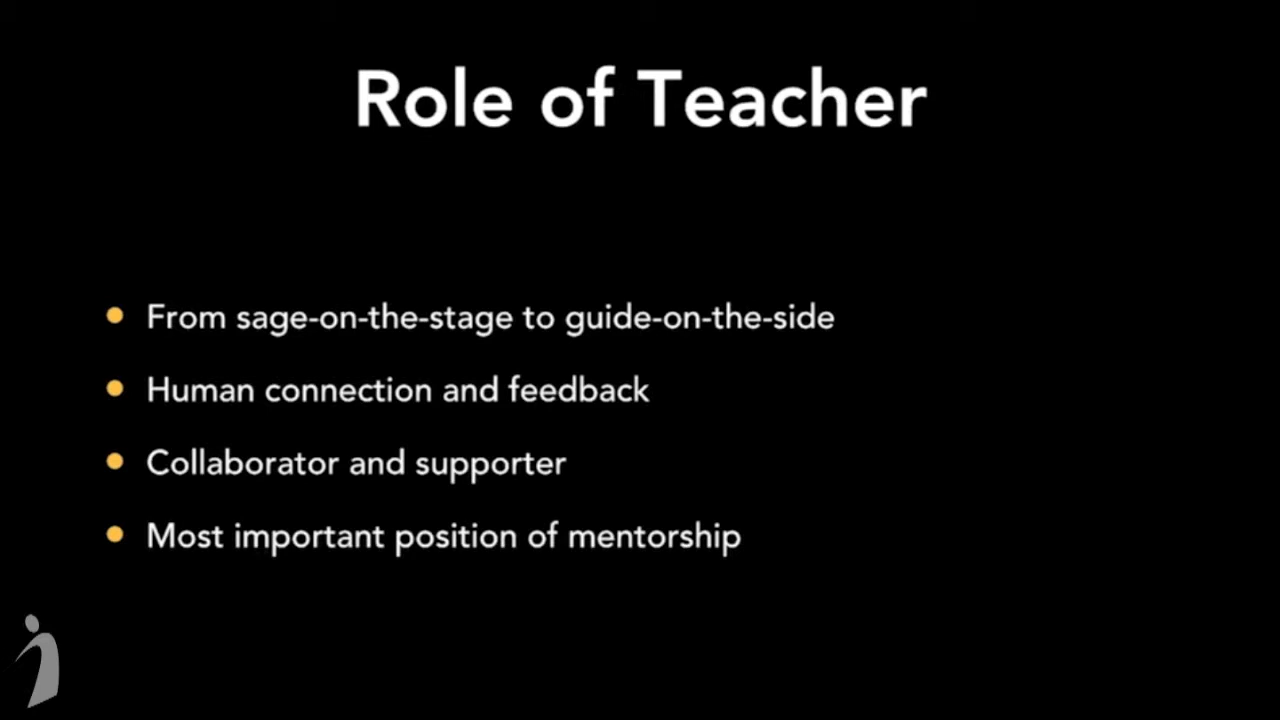 Role of Teacher
From sage-on-the-stage to guide-on-the-side
Human connection and feedback
Collaborator and supporter
Most important position of mentorship